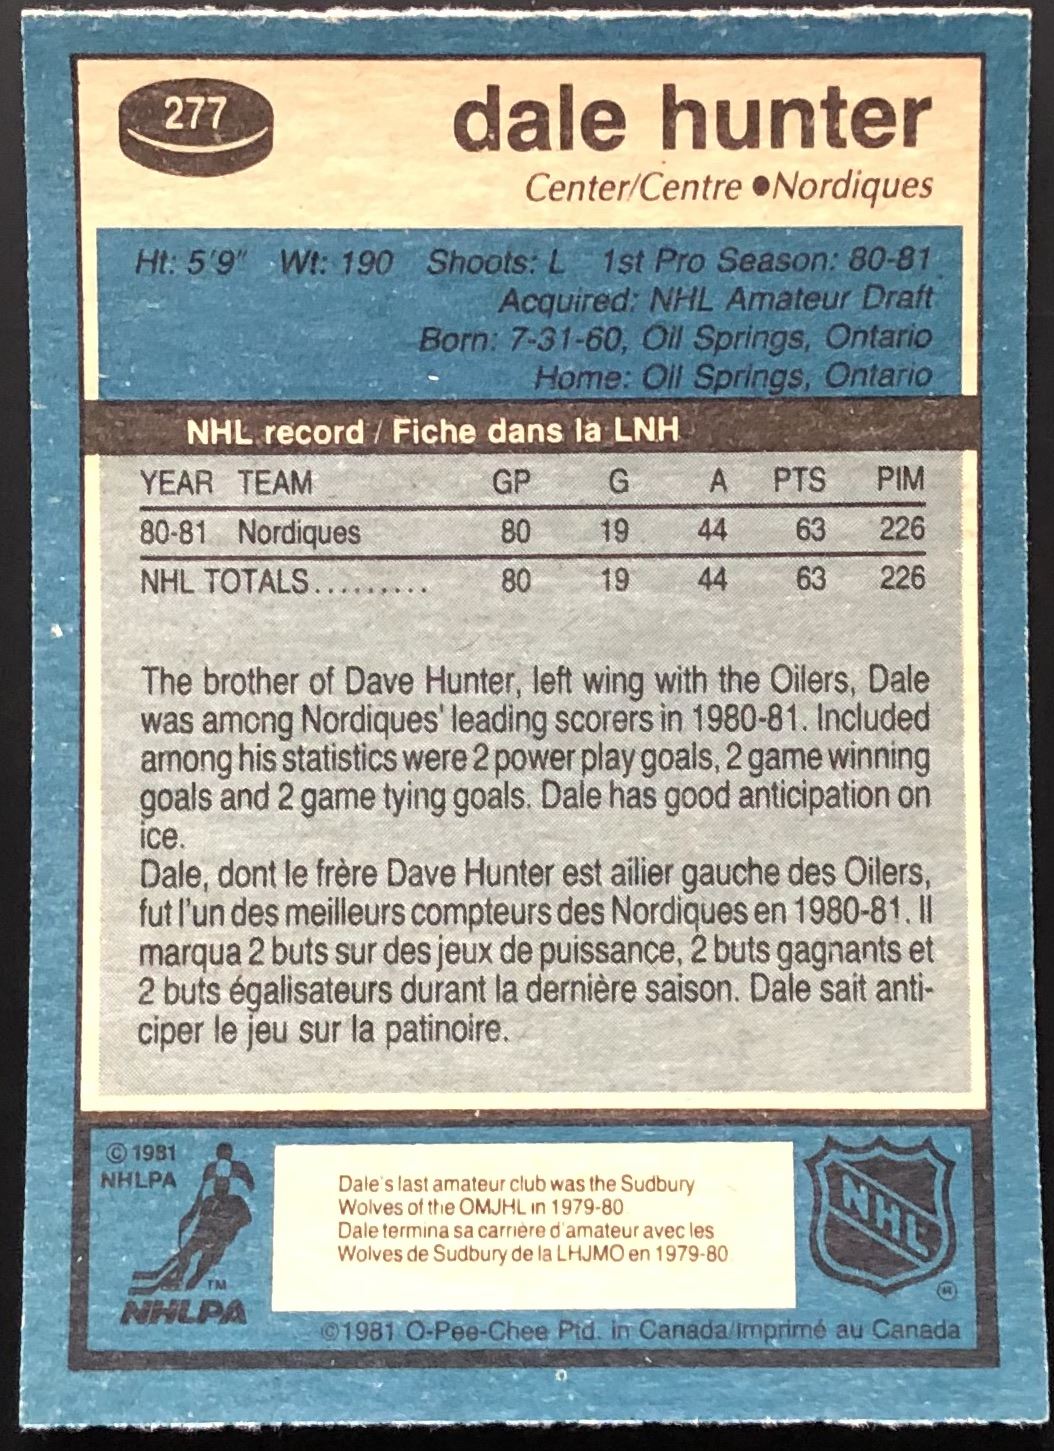 277
dale hunter
Center/Centre ●Nordiques
Ht: 5'9" Wt: 190 Shoots: L 1st Pro Season: 80-81
Acquired: NHL Amateur Draft
Born: 7-31-60, Oil Springs, Ontario
Home: Oil Springs, Ontario
NHL record / Fiche dans la LNH
YEAR TEAM GP G A PTS PIM
80-81 Nordiques 80 19 44 63 226
NHL TOTALS......... 80 19 44 63 226
The brother of Dave Hunter, left wing with the Oilers, Dale
was among Nordiques' leading scorers in 1980-81. Included
among his statistics were 2 power play goals, 2 game winning
goals and 2 game tying goals. Dale has good anticipation on
ice.
Dale, dont le frère Dave Hunter est ailier gauche des Oilers,
fut l'un des meilleurs compteurs des Nordiques en 1980-81. Il
marqua 2 buts sur des jeux de puissance, 2 buts gagnants et
2 buts égalisateurs durant la dernière saison. Dale sait anti-
ciper le jeu sur la patinoire.
© 1981
NHLPA
TM
NHLPA
Dale's last amateur club was the Sudbury
Wolves of the OMJHL in 1979-80
Dale termina sa carrière d'amateur avec les
Wolves de Sudbury de la LHJMO en 1979-80
NHL
®
©1981 O-Pee-Chee Ptd. in Canada/Imprimé au Canada